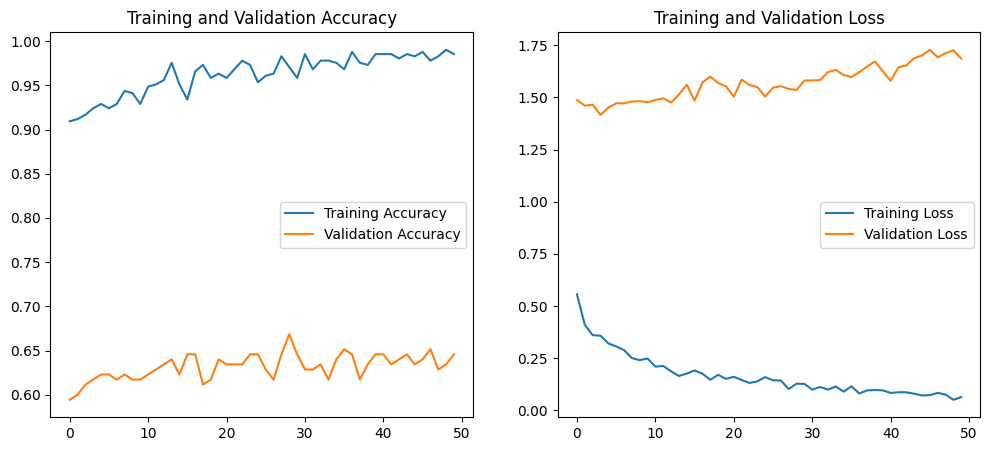 Training and Validation Accuracy
1.00
0.95
0.90
0.85
0.80
0.75
0.70
0.65
0.60
0 10 20 30 40 50
Training Accuracy
Validation Accuracy
Training and Validation Loss
1.75
1.50
1.25
1.00
0.75
0.50
0.25
0.00
0 10 20 30 40 50
Training Loss
Validation Loss